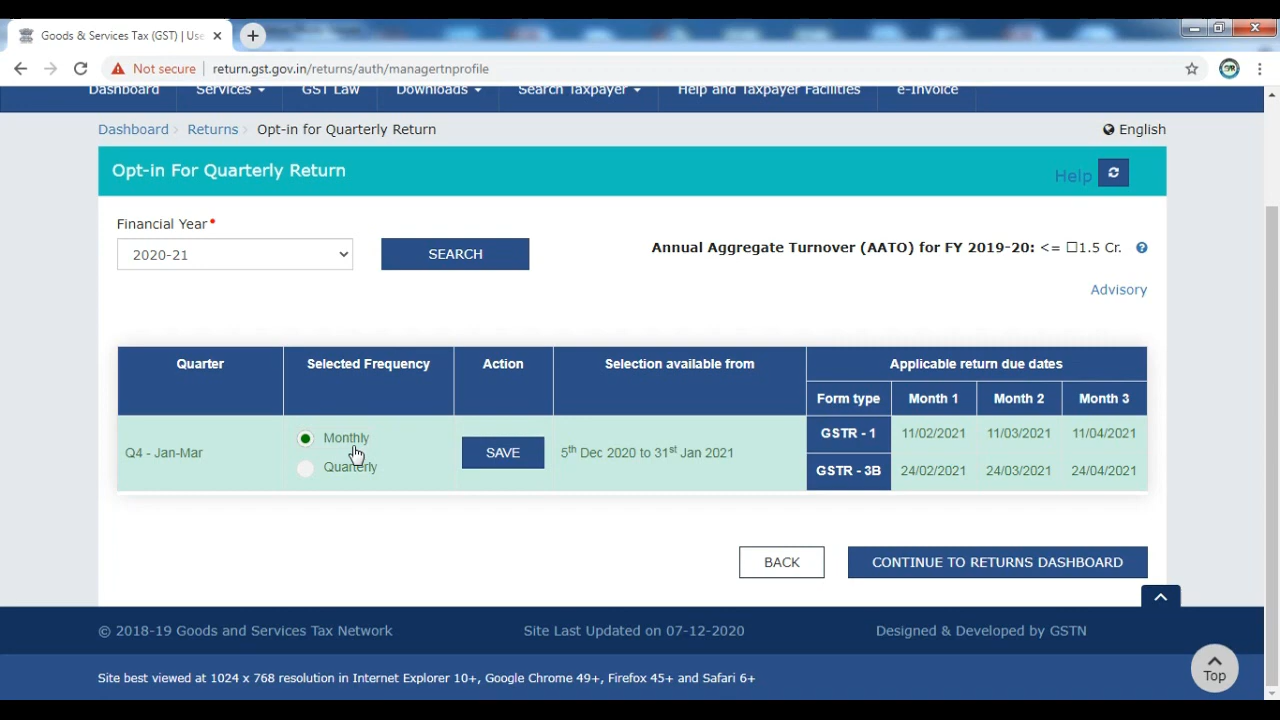 Goods & Services Tax (GST) | Use
Not secure
return.gst.gov.in/returns/auth/managertnprofile
Dashboard Services GST Law Downloads Search Taxpayer Help and Taxpayer Facilities e-Invoice
Dashboard Returns Opt-in for Quarterly Return
English
Opt-in For Quarterly Return
Help
Financial Year*
2020-21
SEARCH
Annual Aggregate Turnover (AATO) for FY 2019-20: <= □1.5 Cr.
Advisory
Quarter Selected Frequency Action Selection available from Applicable return due dates
Form type Month 1 Month 2 Month 3
Q4 - Jan-Mar
Monthly
Quarterly
SAVE
5th Dec 2020 to 31st Jan 2021
GSTR - 1 11/02/2021 11/03/2021 11/04/2021
GSTR - 3B 24/02/2021 24/03/2021 24/04/2021
BACK
CONTINUE TO RETURNS DASHBOARD
© 2018-19 Goods and Services Tax Network
Site Last Updated on 07-12-2020
Designed & Developed by GSTN
Site best viewed at 1024 x 768 resolution in Internet Explorer 10+, Google Chrome 49+, Firefox 45+ and Safari 6+
Top